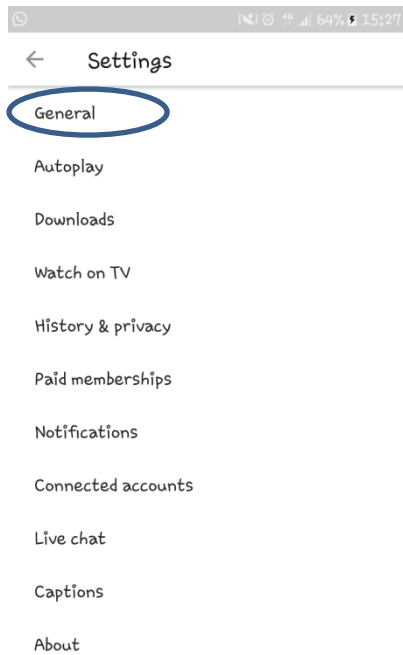 4G 64% 15:27
Settings
General
Autoplay
Downloads
Watch on TV
History & privacy
Paid memberships
Notifications
Connected accounts
Live chat
Captions
About